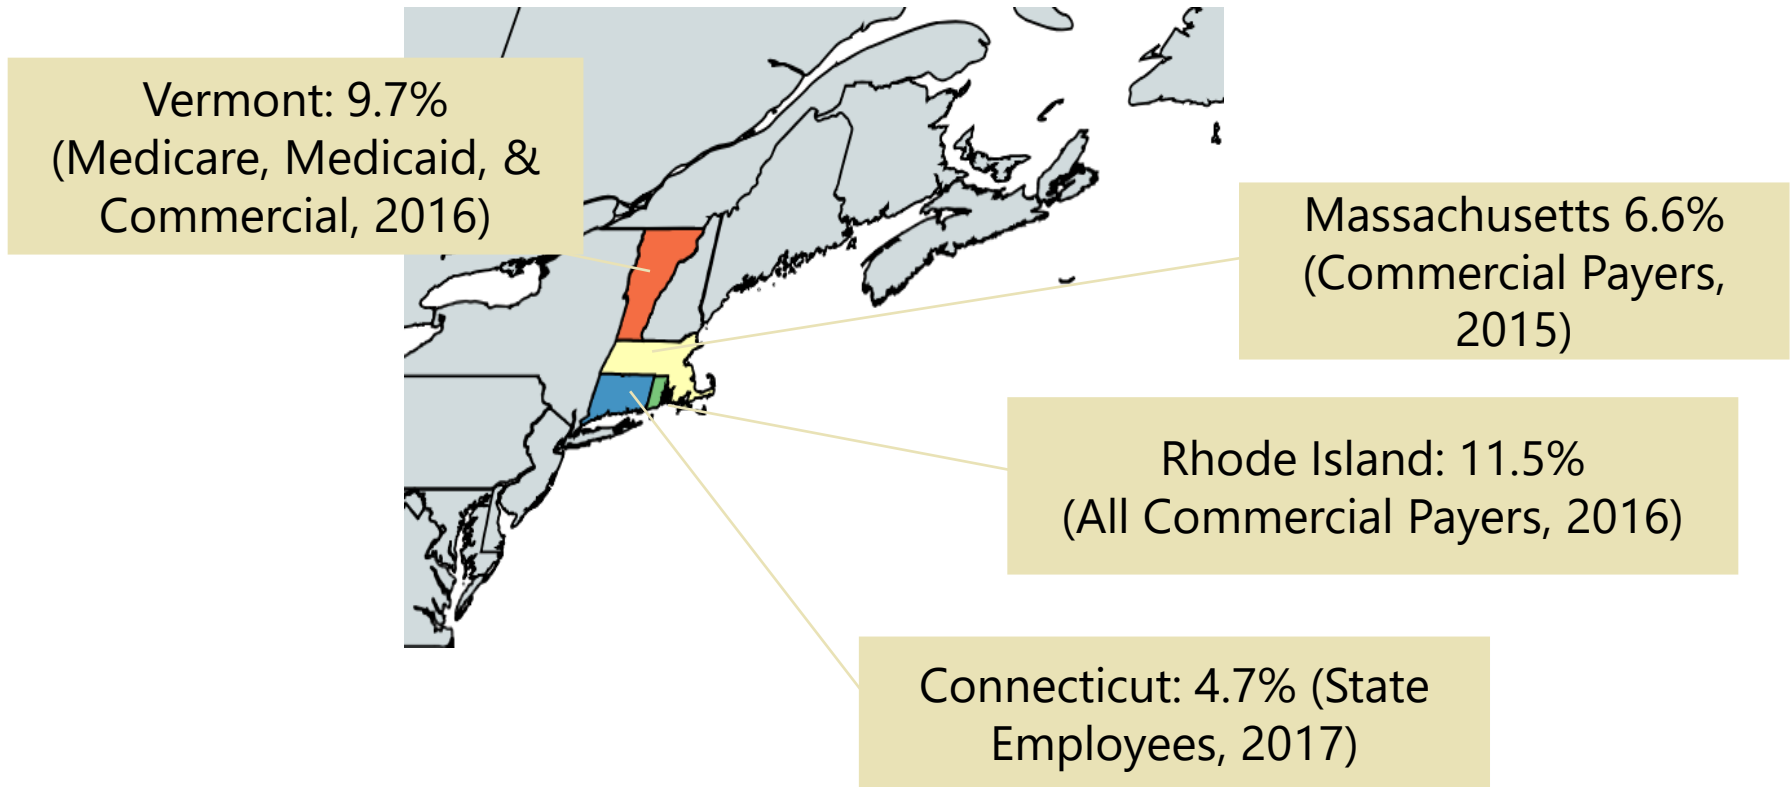 Vermont: 9.7%
(Medicare, Medicaid, &
Commercial, 2016)
Massachusetts 6.6%
(Commercial Payers,
2015)
Rhode Island: 11.5%
(All Commercial Payers, 2016)
Connecticut: 4.7% (State
Employees, 2017)